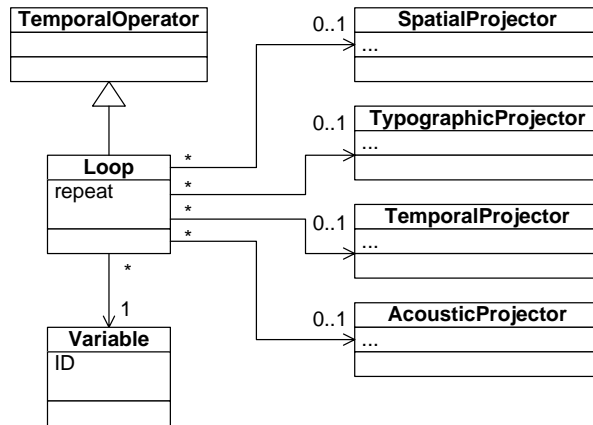 TemporalOperator
SpatialProjector
0..1
...
TypographicProjector
0..1
...
Loop
repeat
*
*
*
*
TemporalProjector
0..1
...
*
1
AcousticProjector
0..1
...
Variable
ID